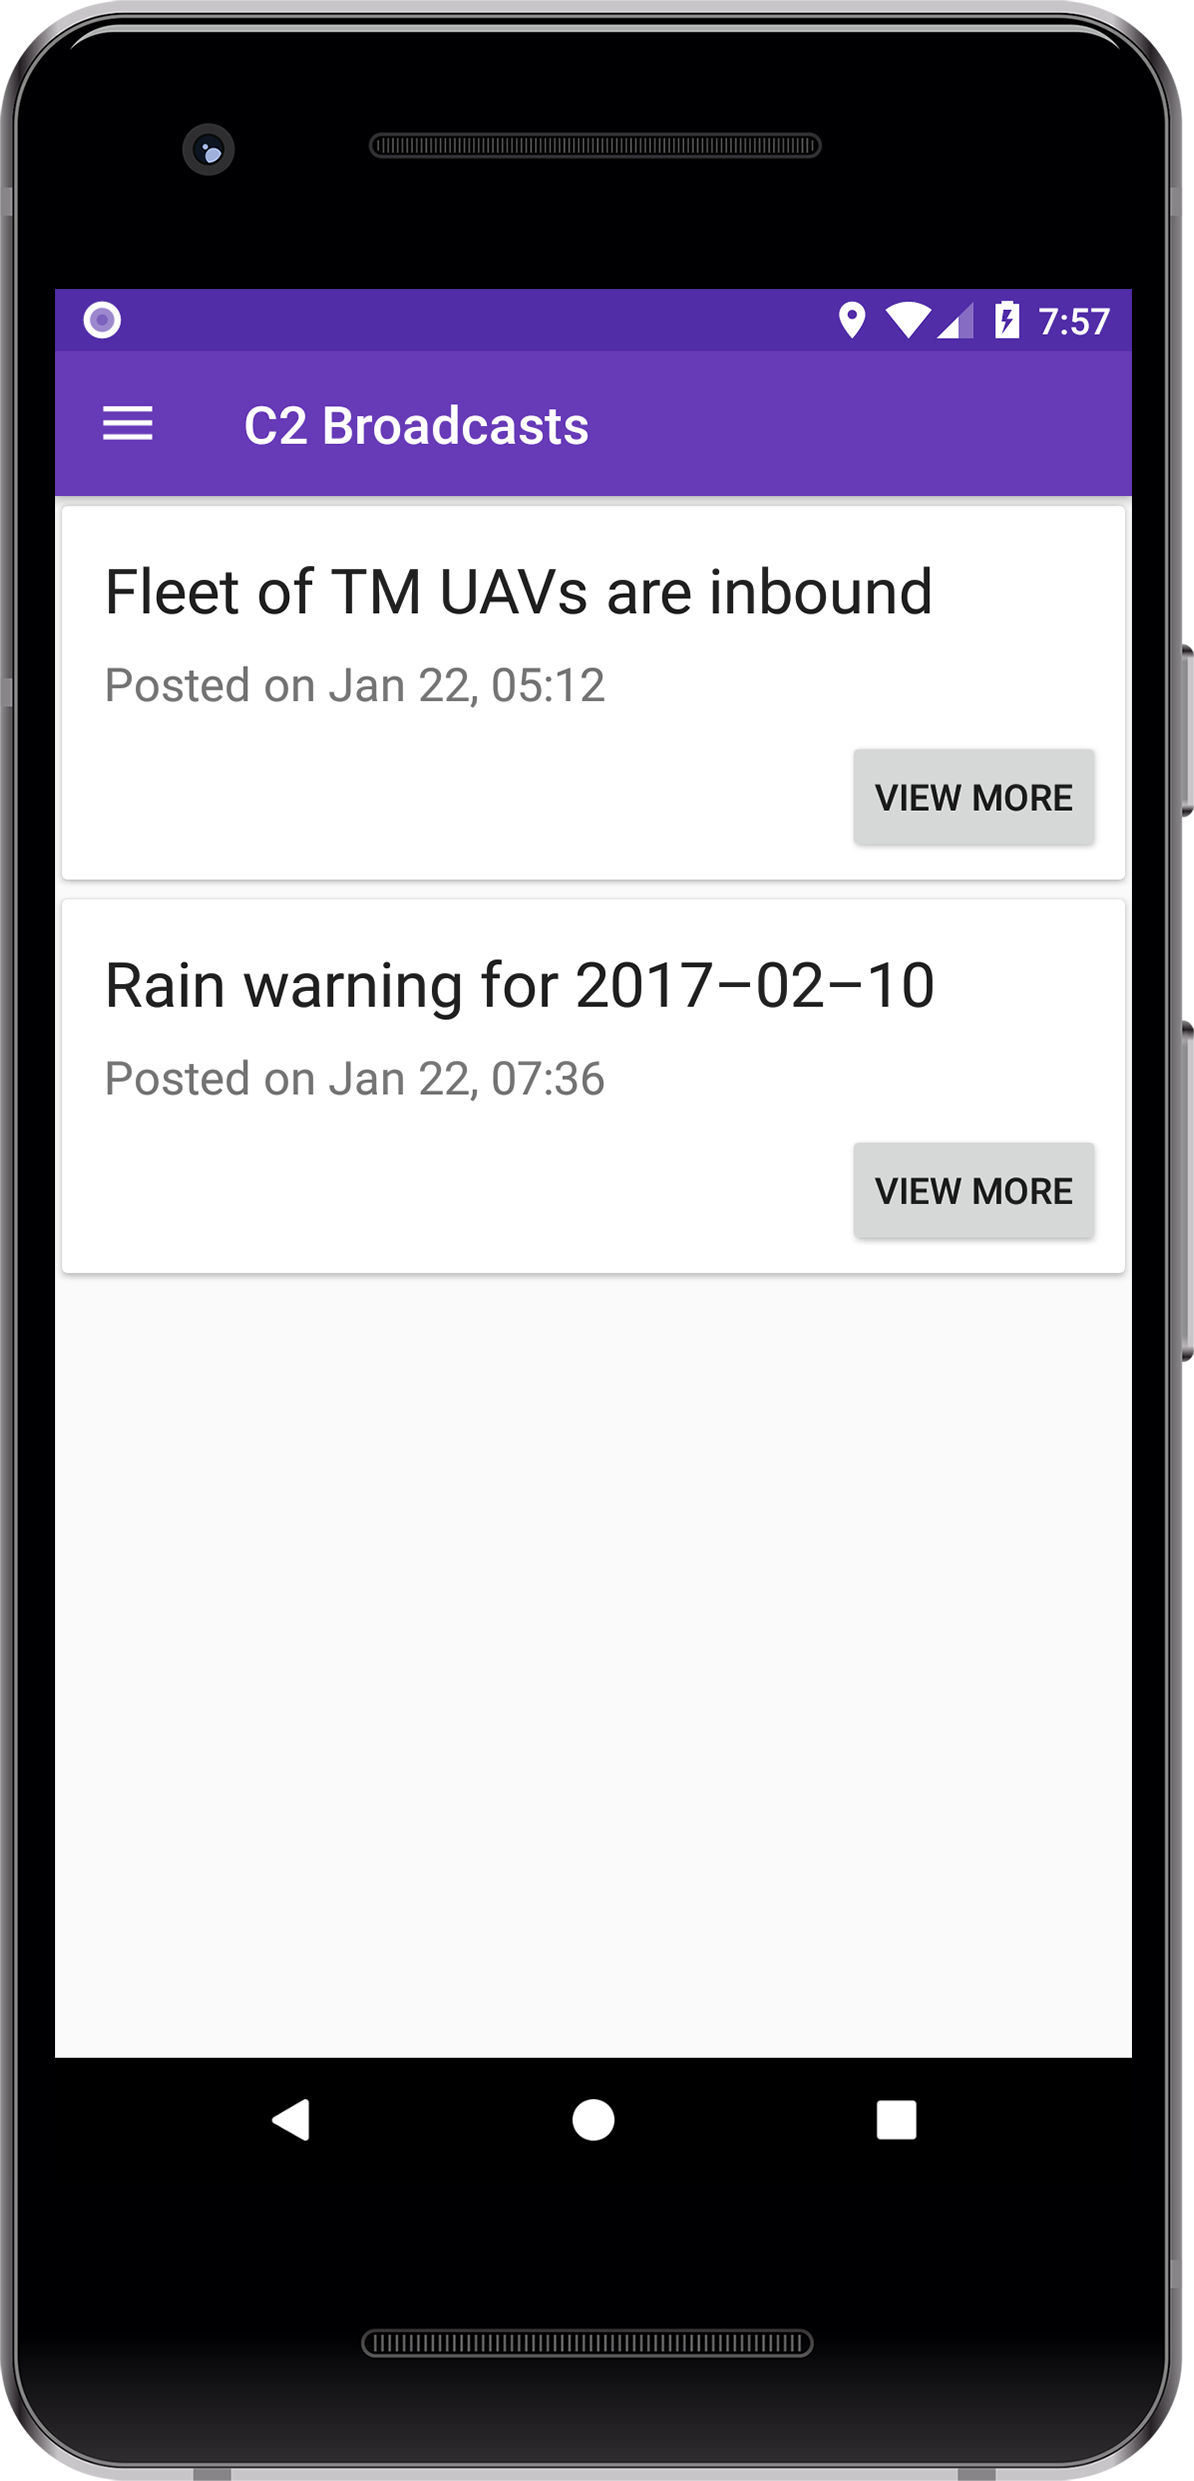 7:57
C2 Broadcasts
Fleet of TM UAVs are inbound
Posted on Jan 22, 05:12
VIEW MORE
Rain warning for 2017–02–10
Posted on Jan 22, 07:36
VIEW MORE